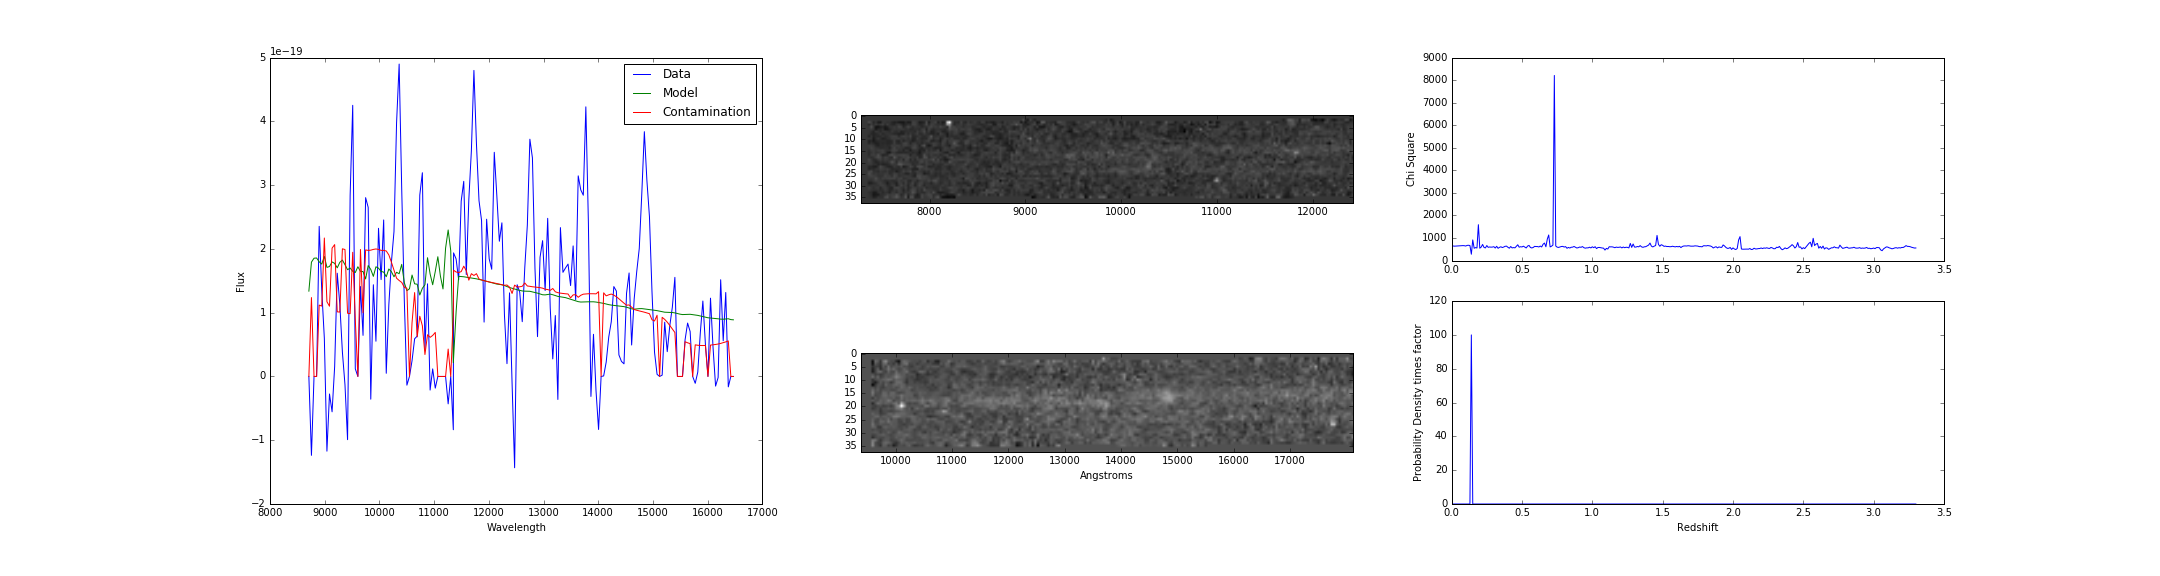 1e−19
5
4
3
2
1
0
−1
−2
Flux
Data
Model
Contamination
8000 9000 10000 11000 12000 13000 14000 15000 16000 17000
Wavelength
0
5
10
15
20
25
30
35
8000 9000 10000 11000 12000
0
5
10
15
20
25
30
35
10000 11000 12000 13000 14000 15000 16000 17000
Angstroms
9000
8000
7000
6000
5000
4000
3000
2000
1000
0
Chi Square
0.0 0.5 1.0 1.5 2.0 2.5 3.0 3.5
120
100
80
60
40
20
0
Probability Density times factor
0.0 0.5 1.0 1.5 2.0 2.5 3.0 3.5
Redshift